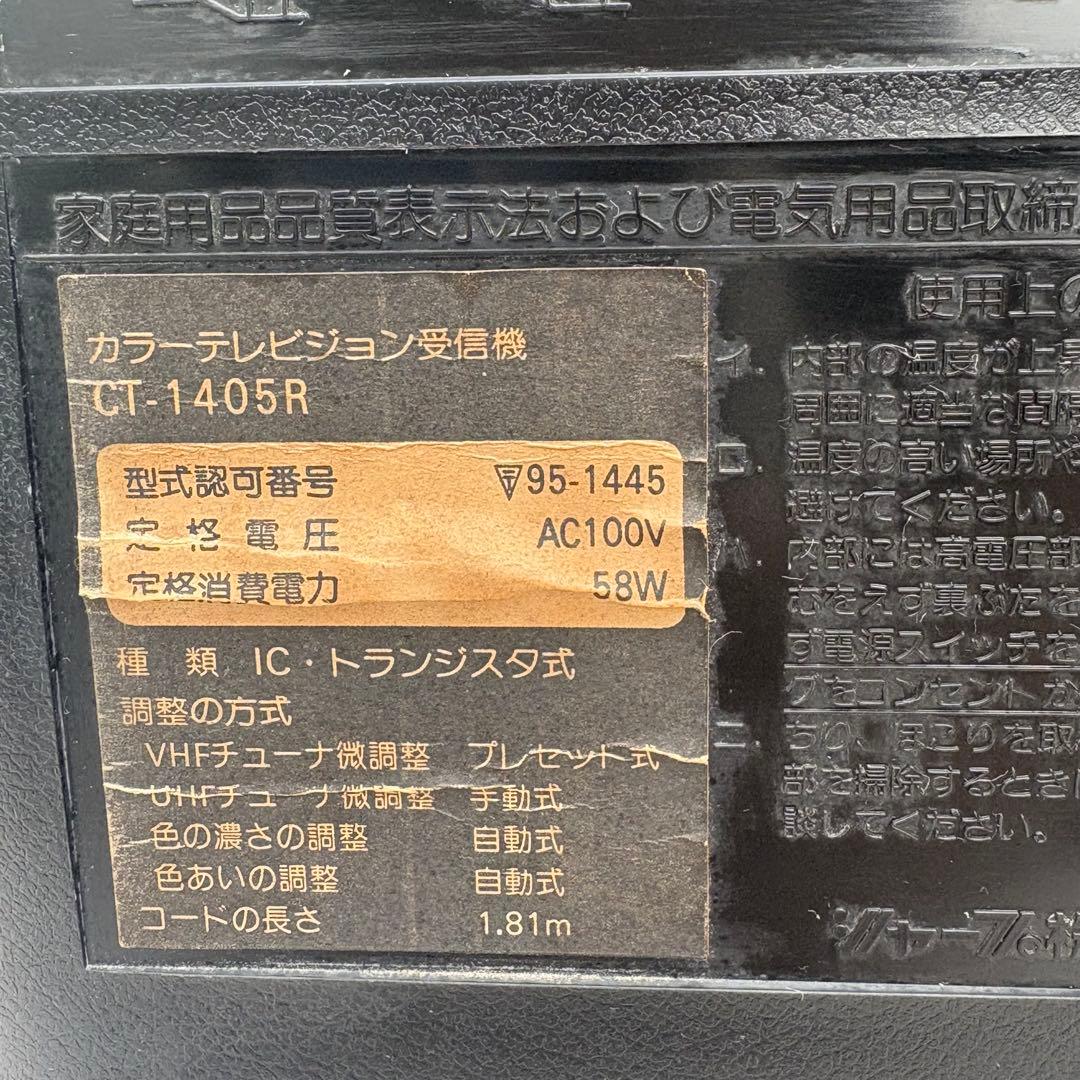 家庭用品品質表示法および電気用品取締
カラーテレビジョン受信機
CT-1405R
型式認可番号 95-1445
定格電圧 AC100V
定格消費電力 58W
種類 IC・トランジスタ式
調整の方式
VHFチューナ微調整 プレセット式
UHFチューナ微調整 手動式
色の濃さの調整 自動式
色あいの調整 自動式
コードの長さ 1.81m
使用上の
イ. 内部の温度が上昇
周囲に適当な間隔
ロ. 温度の高い場所や
避けてください。
ハ. 内部には高電圧部
むをえず裏ぶたを
す電源スイッチを
グをコンセントか
ニ. ちり、ほこりを取
部を掃除するとき
談してください。
シャープ株